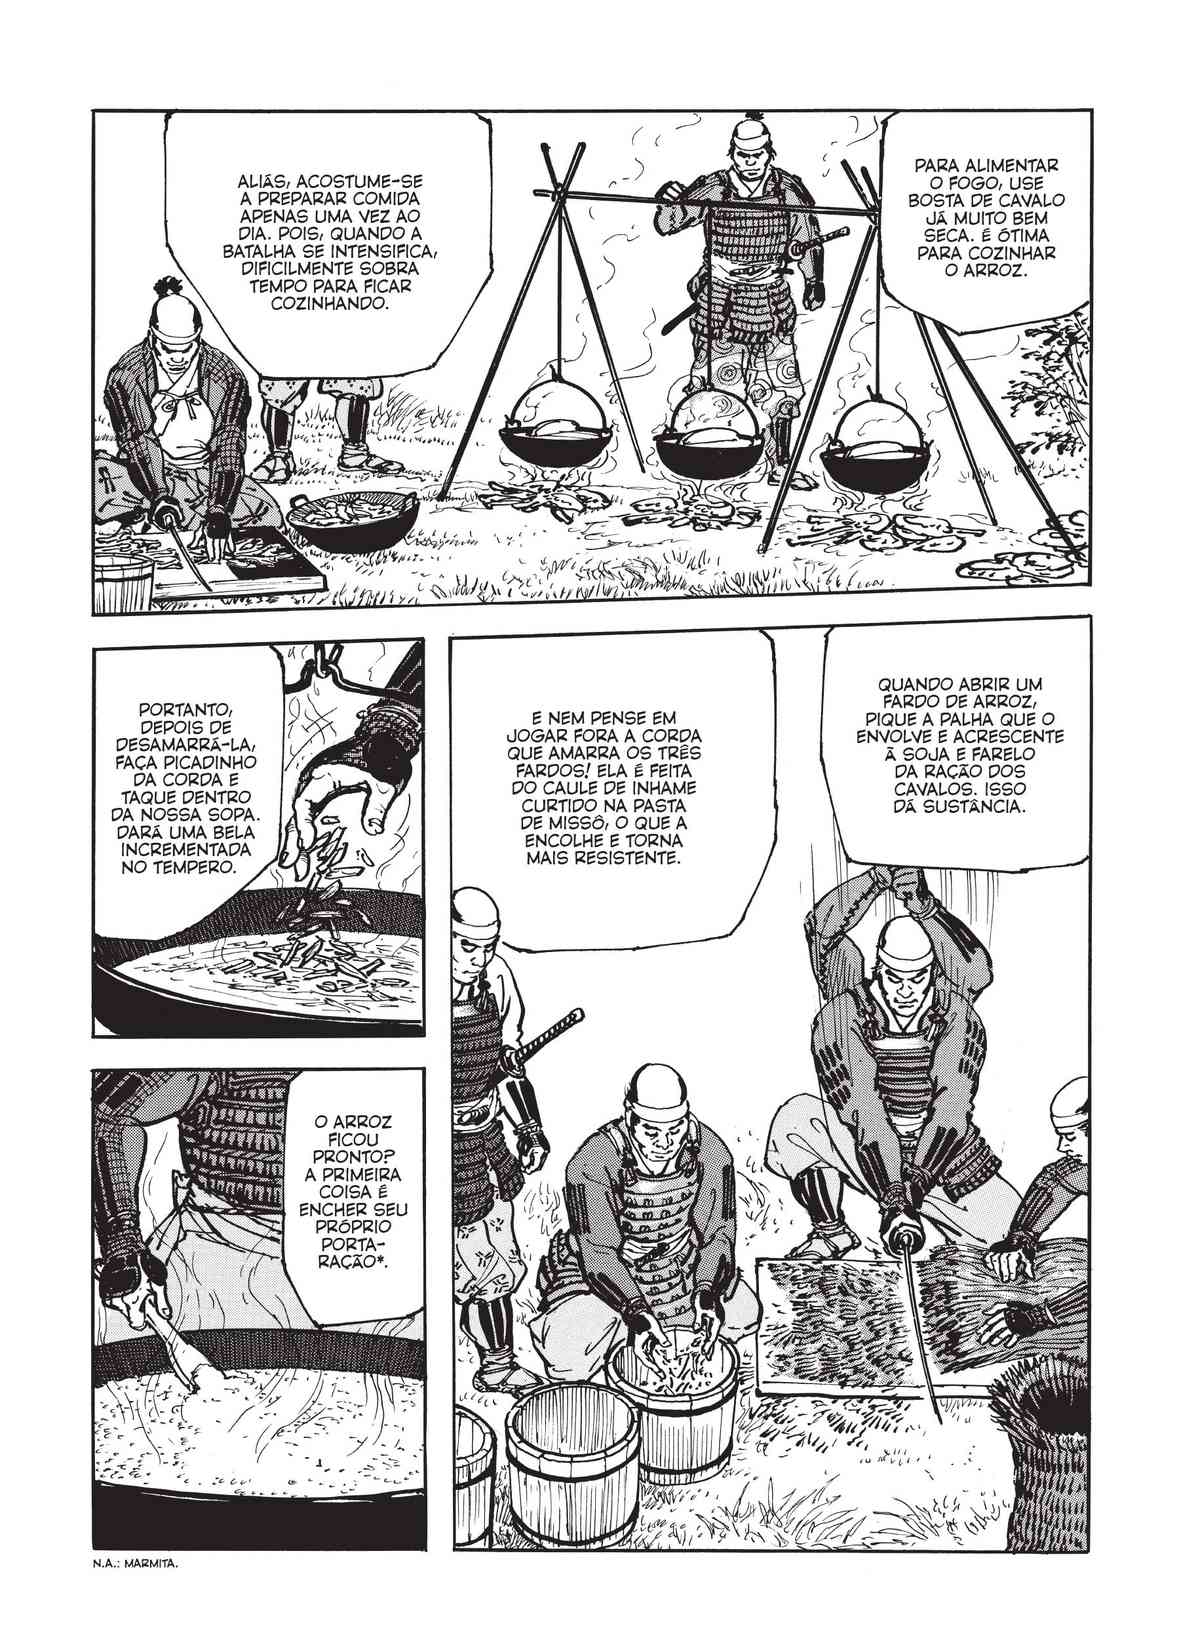 PARA ALIMENTAR
O FOGO, USE
BOSTA DE CAVALO
JÁ MUITO BEM
SECA. É ÓTIMA
PARA COZINHAR
O ARROZ.
ALIÁS, ACOSTUME-SE
A PREPARAR COMIDA
APENAS UMA VEZ AO
DIA. POIS, QUANDO A
BATALHA SE INTENSIFICA,
DIFICILMENTE SOBRA
TEMPO PARA FICAR
COZINHANDO.
QUANDO ABRIR UM
FARDO DE ARROZ,
PIQUE A PALHA QUE O
ENVOLVE E ACRESCENTE
À SOJA E FARELO
DA RAÇÃO DOS
CAVALOS. ISSO
DÁ SUSTÂNCIA.
E NEM PENSE EM
JOGAR FORA A CORDA
QUE AMARRA OS TRÊS
FARDOS! ELA É FEITA
DO CAULE DE INHAME
CURTIDO NA PASTA
DE MISSÔ, O QUE A
ENCOLHE E TORNA
MAIS RESISTENTE.
PORTANTO,
DEPOIS DE
DESAMARRÁ-LA,
FAÇA PICADINHO
DA CORDA E
TAQUE DENTRO
DA NOSSA SOPA.
DARÁ UMA BELA
INCREMENTADA
NO TEMPERO.
O ARROZ
FICOU
PRONTO?
A PRIMEIRA
COISA É
ENCHER SEU
PRÓPRIO
PORTA-
RAÇÃO*.
N.A.: MARMITA.